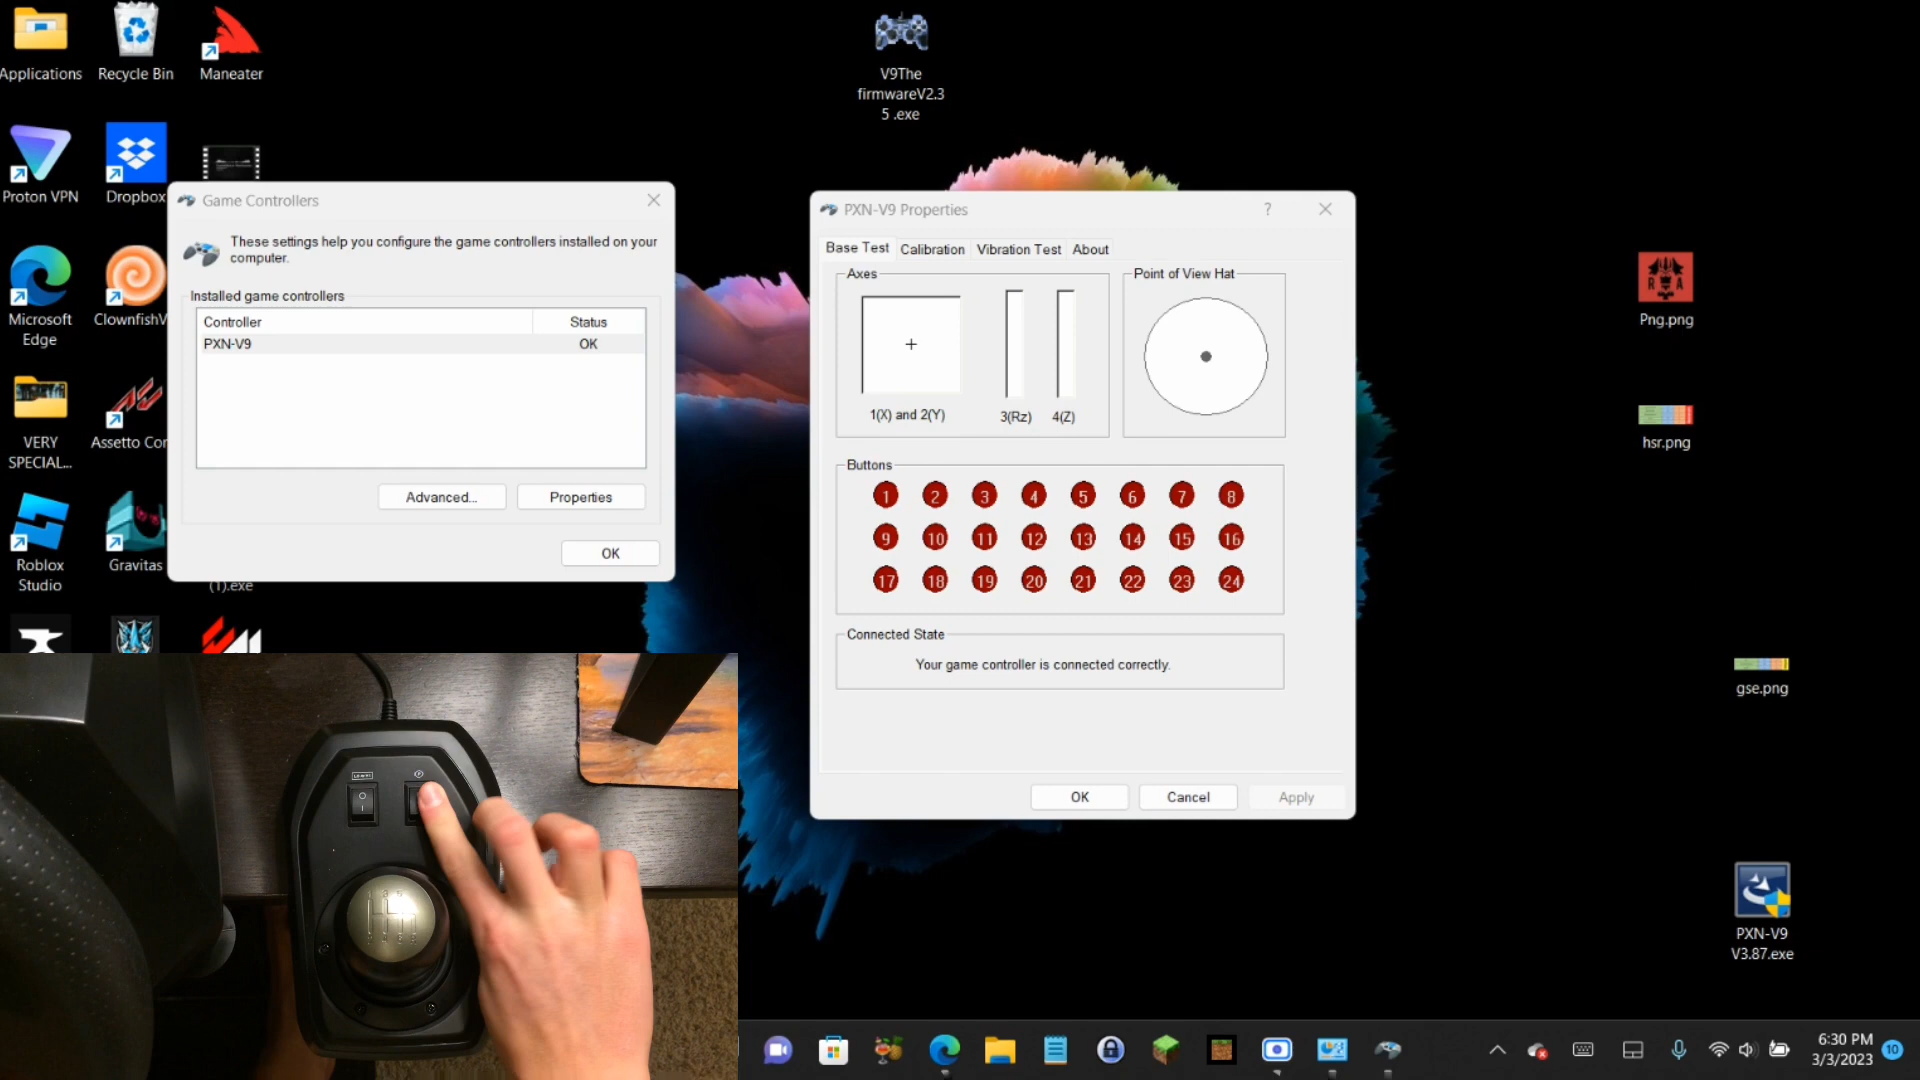 Applications
Recycle Bin
Maneater
V9The
firmwareV2.3
5 .exe
Proton VPN
Dropbox
Microsoft
Edge
ClownfishV
VERY
SPECIAL...
Assetto Cor
Roblox
Studio
Gravitas
(1).exe
Game Controllers
These settings help you configure the game controllers installed on your
computer.
Installed game controllers
Controller Status
PXN-V9 OK
Advanced... Properties
OK
PXN-V9 Properties ?
Base Test Calibration Vibration Test About
Axes
Point of View Hat
1(X) and 2(Y) 3(Rz) 4(Z)
Buttons
1 2 3 4 5 6 7 8
9 10 11 12 13 14 15 16
17 18 19 20 21 22 23 24
Connected State
Your game controller is connected correctly.
OK Cancel Apply
R A
Png.png
hsr.png
gse.png
PXN-V9
V3.87.exe
6:30 PM
3/3/2023
10